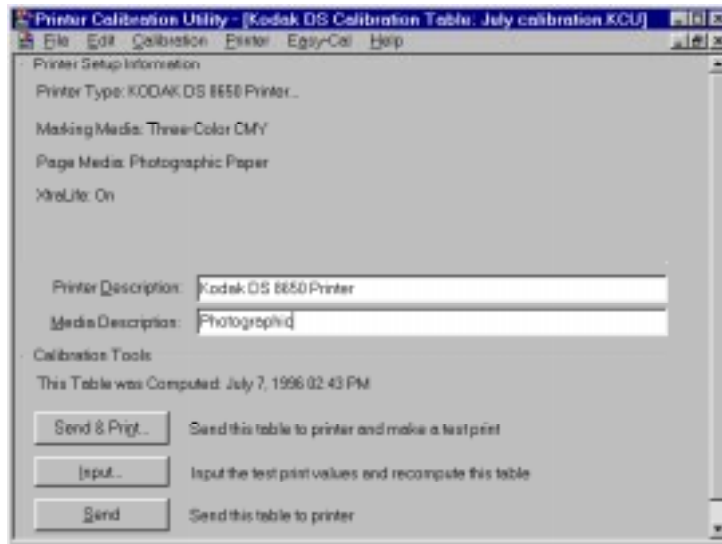 Printer Calibration Utility - [Kodak DS Calibration Table: July calibration.KCU]
File Edit Calibration Printer Easy-Cal Help
Printer Setup Information
Printer Type: KODAK DS 8650 Printer...
Marking Media: Three-Color CMY
Page Media: Photographic Paper
XtraLife: On
Printer Description: Kodak DS 8650 Printer
Media Description: Photographic
Calibration Tools
This Table was Computed: July 7, 1996 02:43 PM
Send & Print... Send this table to printer and make a test print
Input... Input the test print values and recompute this table
Send Send this table to printer